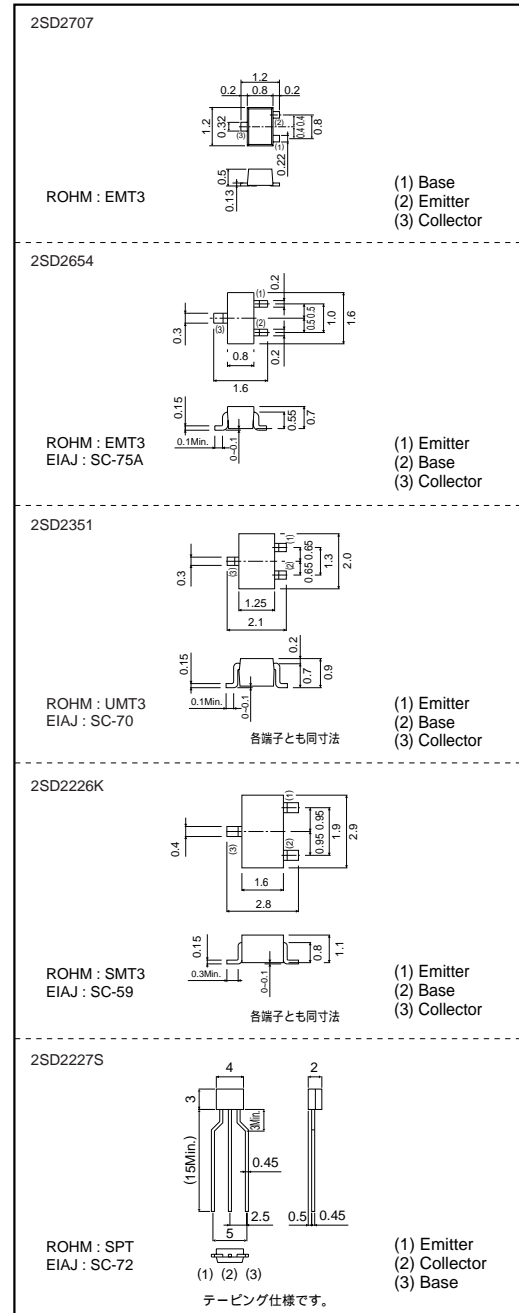 2SD2707
1.2
0.2 0.8 0.2
1.2
0.32
(3)
(2)
(1)
0.4 0.4
0.8
0.22
0.5
0.13
ROHM : EMT3
(1) Base
(2) Emitter
(3) Collector
2SD2654
0.2
(1)
0.3
(3)
(2)
0.5 0.5
1.0
1.6
0.8
0.2
1.6
0.15
0.55
0.7
0.1Min.
0~0.1
ROHM : EMT3
EIAJ : SC-75A
(1) Emitter
(2) Base
(3) Collector
2SD2351
(1)
0.3
(3)
(2)
0.65 0.65
1.3
2.0
1.25
2.1
0.2
0.15
0.7
0.9
0.1Min.
0~0.1
ROHM : UMT3
EIAJ : SC-70
各端子とも同寸法
(1) Emitter
(2) Base
(3) Collector
2SD2226K
(1)
0.4
(3)
(2)
0.95 0.95
1.9
2.9
1.6
2.8
0.15
0.8
1.1
0.3Min.
0~0.1
ROHM : SMT3
EIAJ : SC-59
各端子とも同寸法
(1) Emitter
(2) Base
(3) Collector
2SD2227S
4
2
3
3Min.
(15Min.)
0.45
2.5
0.5 0.45
5
ROHM : SPT
EIAJ : SC-72
(1) (2) (3)
テーピング仕様です。
(1) Emitter
(2) Collector
(3) Base